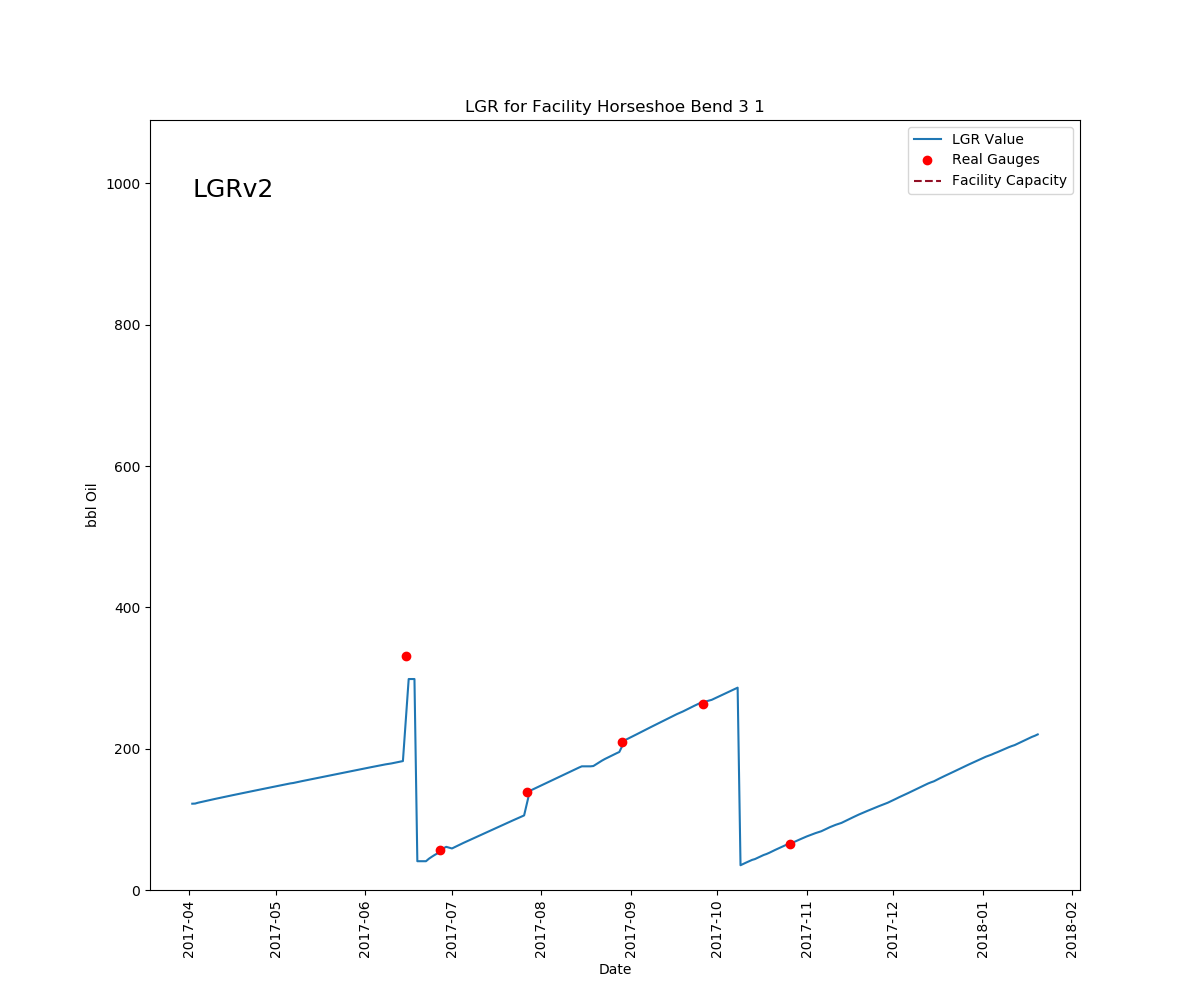 LGR for Facility Horseshoe Bend 3 1
LGR Value
Real Gauges
Facility Capacity
LGRv2
bbl Oil
1000
800
600
400
200
0
2017-04
2017-05
2017-06
2017-07
2017-08
2017-09
2017-10
2017-11
2017-12
2018-01
2018-02
Date